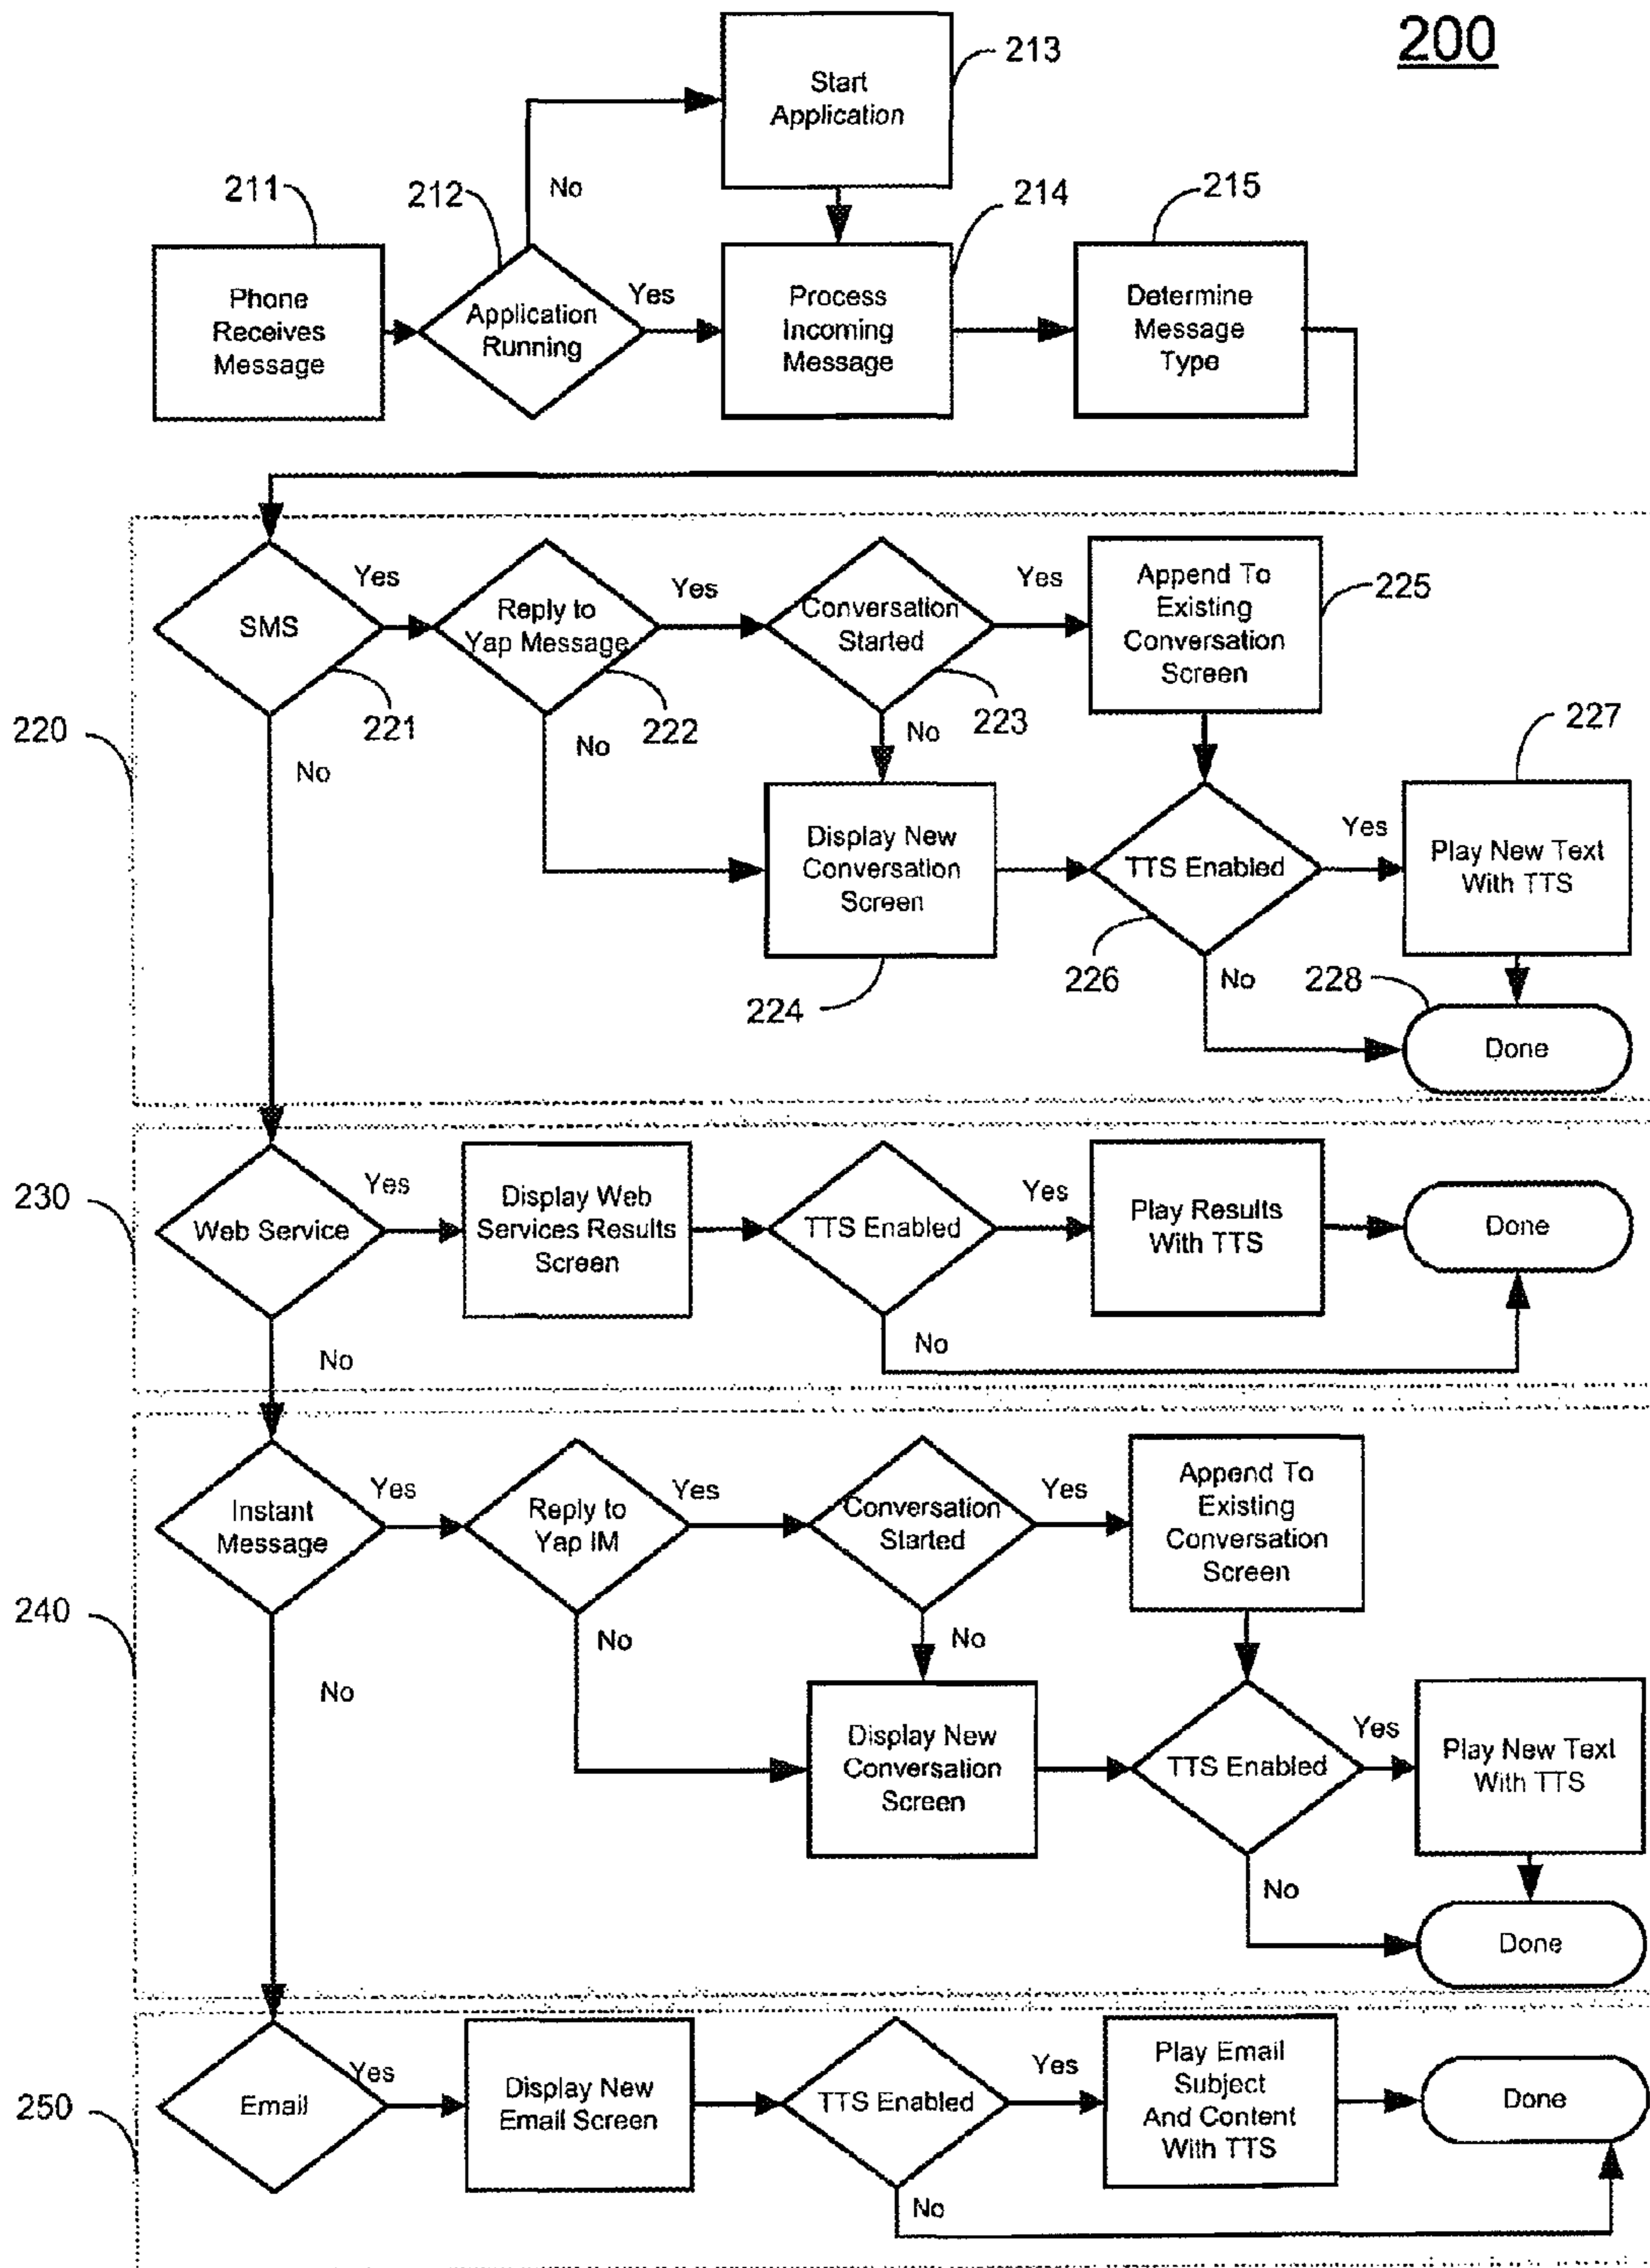 200
213
Start
Application
No
211
212
214
215
Phone
Receives
Message
Application
Running
Yes
Process
Incoming
Message
Determine
Message
Type
220
SMS
Yes
221
No
Reply to
Yap Message
Yes
222
No
Conversation
Started
Yes
223
No
Append To
Existing
Conversation
Screen
225
Display New
Conversation
Screen
224
TTS Enabled
Yes
226
No
227
Play New Text
With TTS
228
Done
230
Web Service
Yes
No
Display Web
Services Results
Screen
TTS Enabled
Yes
No
Play Results
With TTS
Done
240
Instant
Message
Yes
No
Reply to
Yap IM
Yes
No
Conversation
Started
Yes
No
Append To
Existing
Conversation
Screen
Display New
Conversation
Screen
TTS Enabled
Yes
No
Play New Text
With TTS
Done
250
Email
Yes
Display New
Email Screen
TTS Enabled
Yes
No
Play Email
Subject
And Content
With TTS
Done